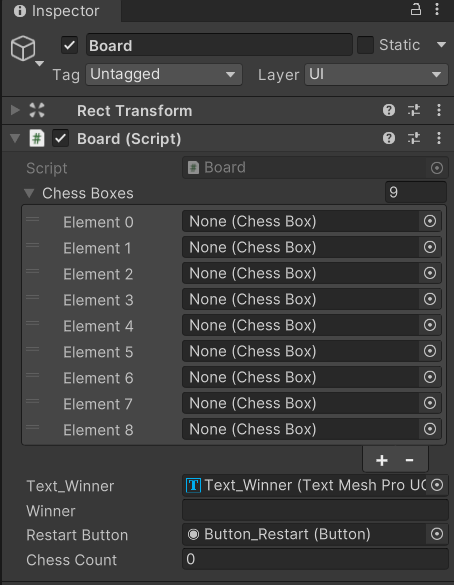 Inspector
Board Static
Tag Untagged Layer UI
Rect Transform
# Board (Script)
Script # Board
Chess Boxes 9
Element 0 None (Chess Box)
Element 1 None (Chess Box)
Element 2 None (Chess Box)
Element 3 None (Chess Box)
Element 4 None (Chess Box)
Element 5 None (Chess Box)
Element 6 None (Chess Box)
Element 7 None (Chess Box)
Element 8 None (Chess Box)
+ -
Text_Winner T Text_Winner (Text Mesh Pro UG
Winner
Restart Button Button_Restart (Button)
Chess Count 0